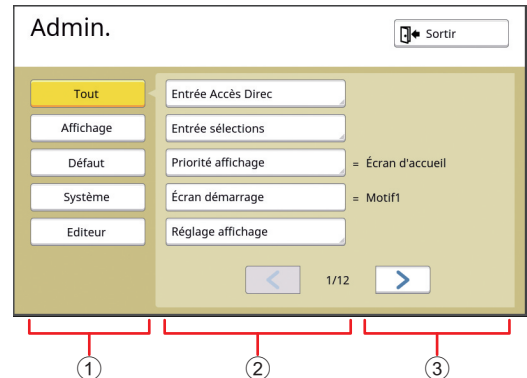 Admin.
Sortir
Tout
Entrée Accès Direc
Affichage
Entrée sélections
Défaut
Priorité affichage = Écran d'accueil
Système
Écran démarrage = Motif1
Editeur
Réglage affichage
1/12
1 2 3